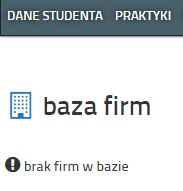 DANE STUDENTA PRAKTYKI
baza firm
brak firm w bazie